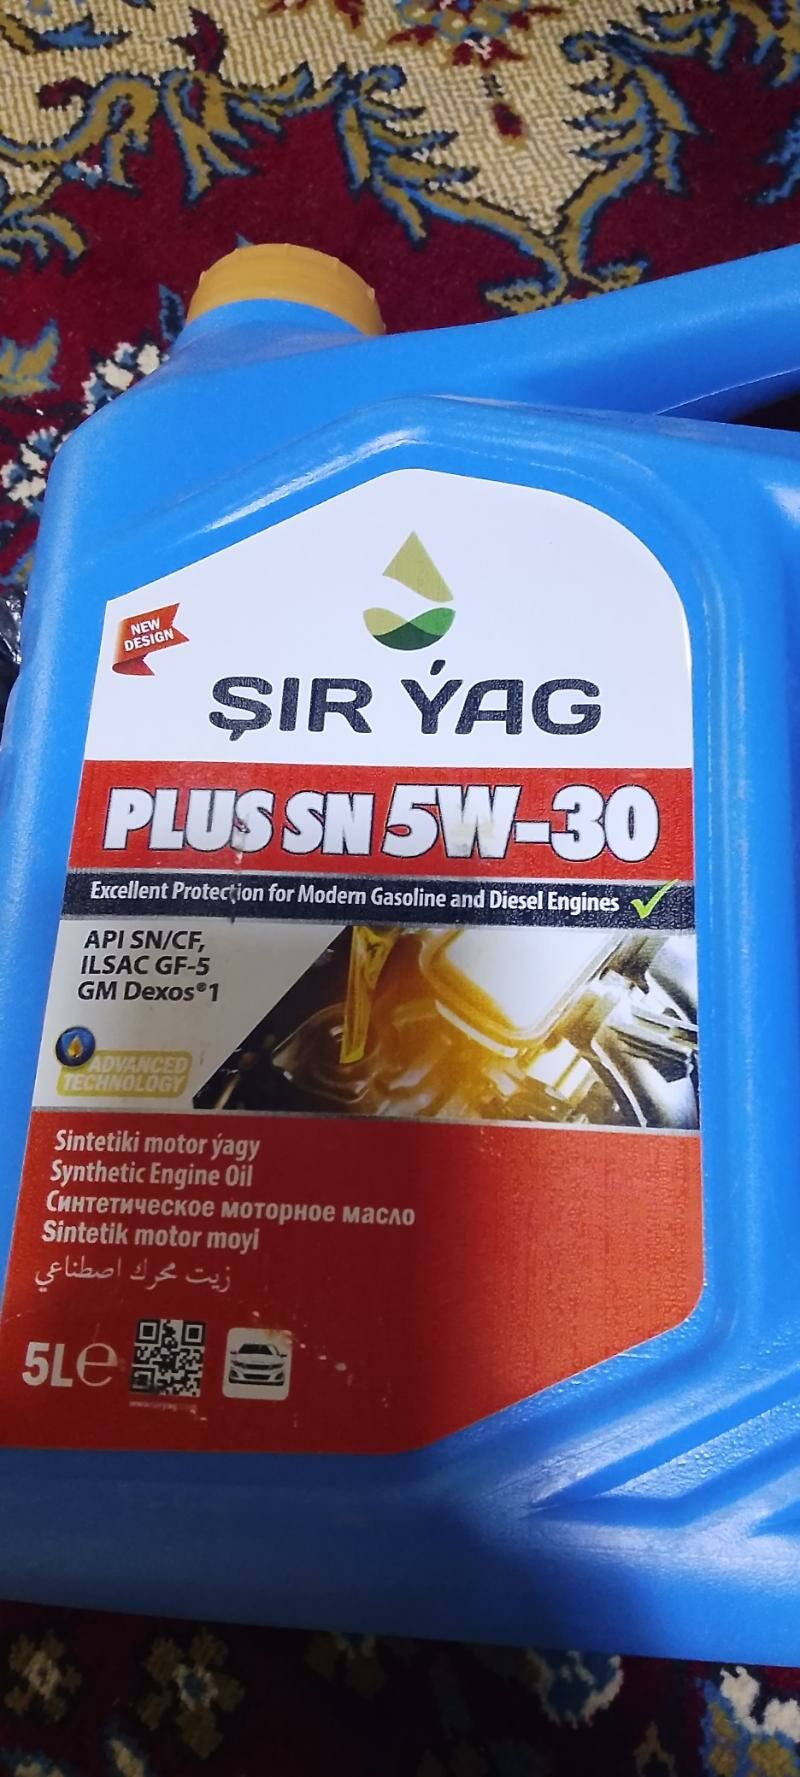 NEW
DESIGN
ŞIR ÝAG
PLUS SN 5W-30
Excellent Protection for Modern Gasoline and Diesel Engines
API SN/CF,
ILSAC GF-5
GM Dexos®1
ADVANCED
TECHNOLOGY
Sintetiki motor ýagy
Synthetic Engine Oil
Синтетическое моторное масло
Sintetik motor moyi
زيت محرك اصطناعي
5L℮